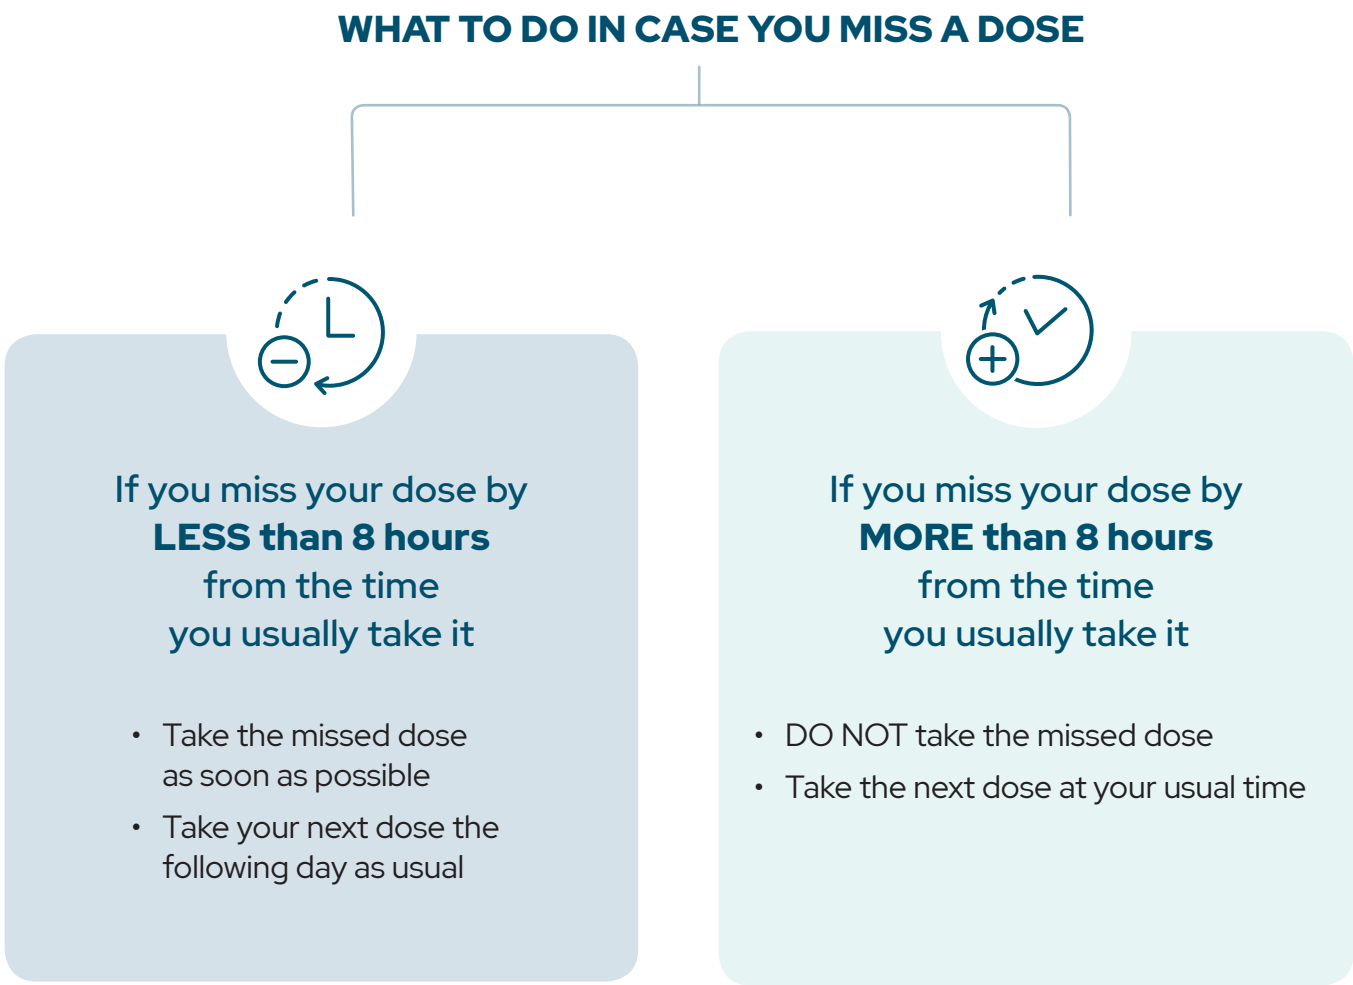 WHAT TO DO IN CASE YOU MISS A DOSE
If you miss your dose by
LESS than 8 hours
from the time
you usually take it
• Take the missed dose
as soon as possible
• Take your next dose the
following day as usual
If you miss your dose by
MORE than 8 hours
from the time
you usually take it
• DO NOT take the missed dose
• Take the next dose at your usual time